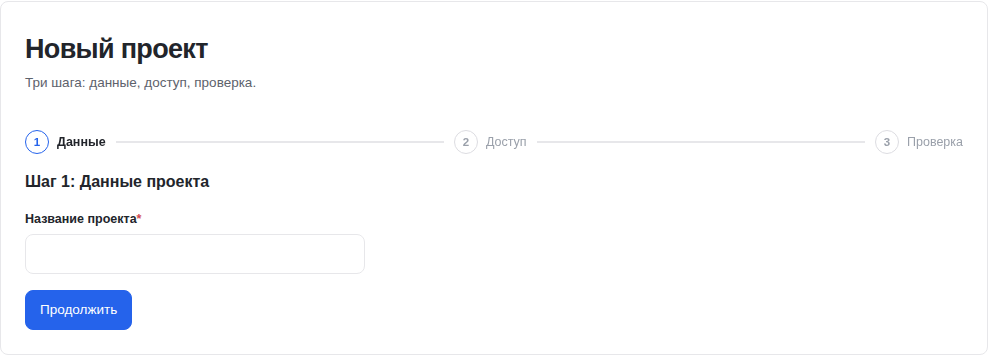 Новый проект
Три шага: данные, доступ, проверка.
1 Данные 2 Доступ 3 Проверка
Шаг 1: Данные проекта
Название проекта*
Продолжить